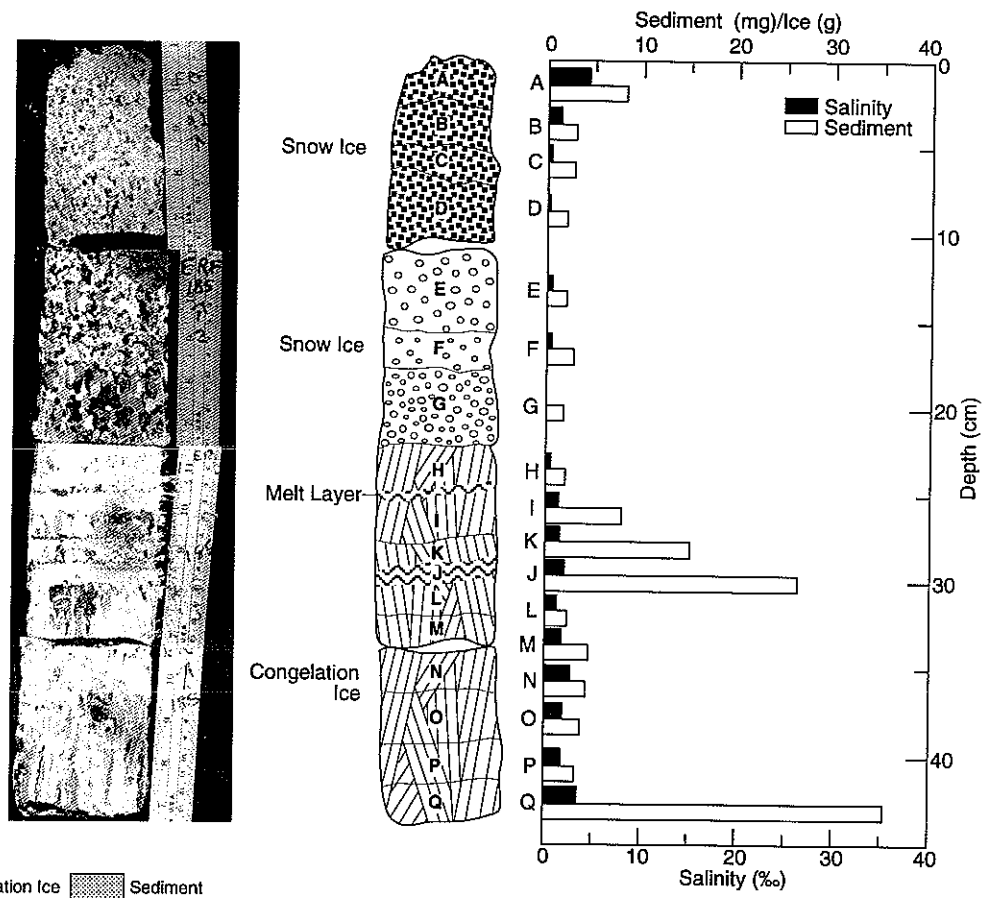 Sediment (mg)/Ice (g)
0 10 20 30 40
Salinity
Sediment
Snow Ice
Snow Ice
Melt Layer
Congelation
Ice
A
B
C
D
E
F
G
H
I
K
J
L
M
N
O
P
Q
A
B
C
D
E
F
G
H
I
K
J
L
M
N
O
P
Q
0
10
20
30
40
Depth (cm)
0 10 20 30 40
Salinity (‰)
ation Ice Sediment